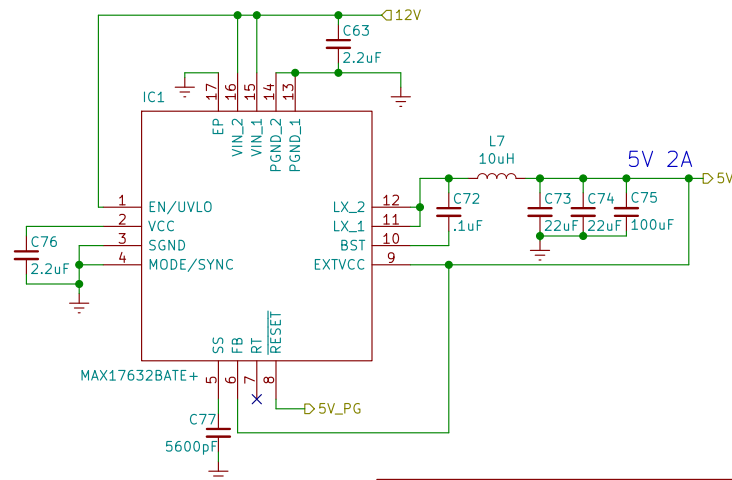 12V
C63
2.2uF
IC1
17
16
15
14
13
EP
VIN_2
VIN_1
PGND_2
PGND_1
L7
10uH
5V 2A
5V
1
EN/UVLO
LX_2
12
C72
.1uF
C73
22uF
C74
22uF
C75
100uF
2
VCC
LX_1
11
C76
2.2uF
3
SGND
BST
10
4
MODE/SYNC
EXTVCC
9
SS
FB
RT
RESET
MAX17632BATE+
5
6
7
8
5V_PG
C77
5600pF